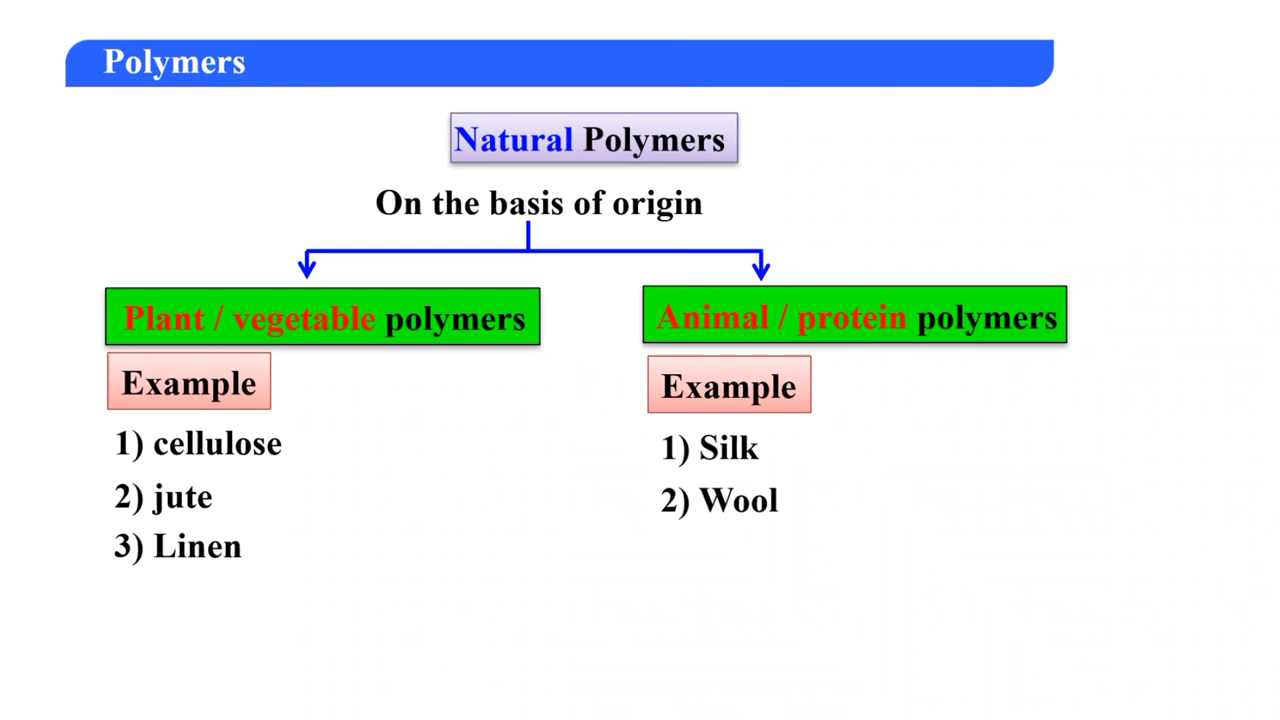 Polymers
Natural Polymers
On the basis of origin
Plant / vegetable polymers
Example
1) cellulose
2) jute
3) Linen
Animal / protein polymers
Example
1) Silk
2) Wool